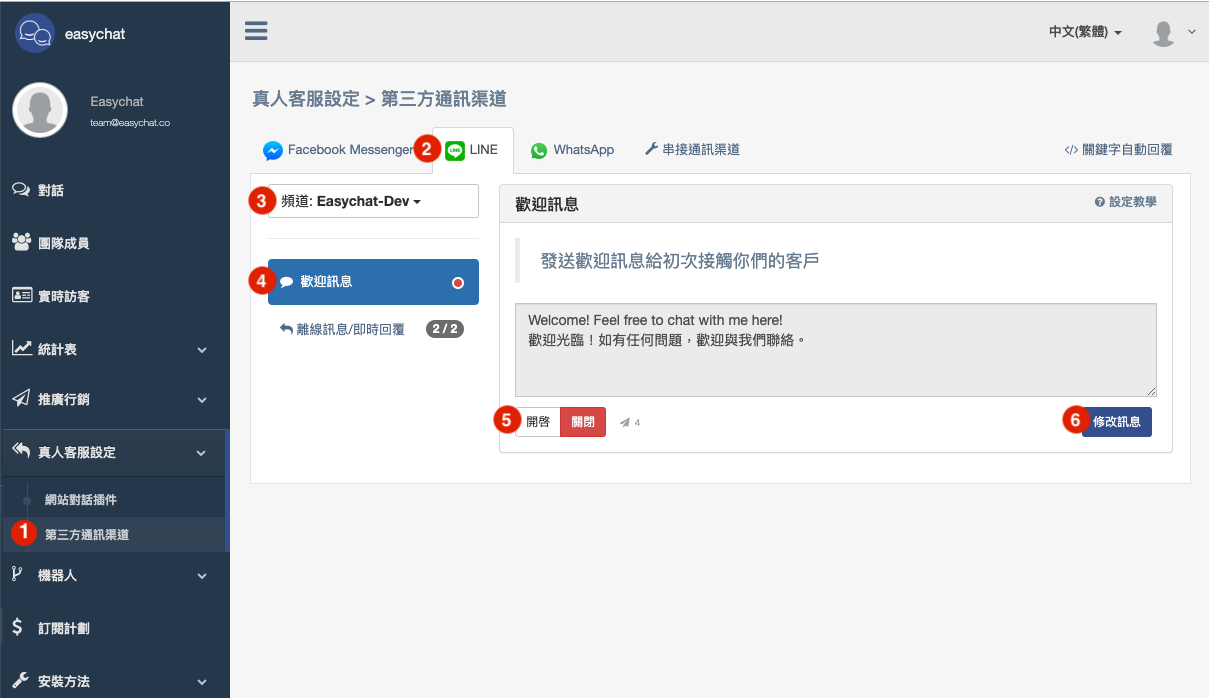 easychat
中文(繁體)
Easychat
team@easychat.co
對話
團隊成員
實時訪客
統計表
推廣行銷
真人客服設定
網站對話插件
1 第三方通訊渠道
機器人
訂閱計劃
安裝方法
真人客服設定 > 第三方通訊渠道
Facebook Messenger 2 LINE WhatsApp 串接通訊渠道 </> 關鍵字自動回覆
3 頻道: Easychat-Dev
4 歡迎訊息
離線訊息/即時回覆 2 / 2
歡迎訊息 設定教學
發送歡迎訊息給初次接觸你們的客戶
Welcome! Feel free to chat with me here!
歡迎光臨！如有任何問題，歡迎與我們聯絡。
5 開啓 關閉 4 6 修改訊息